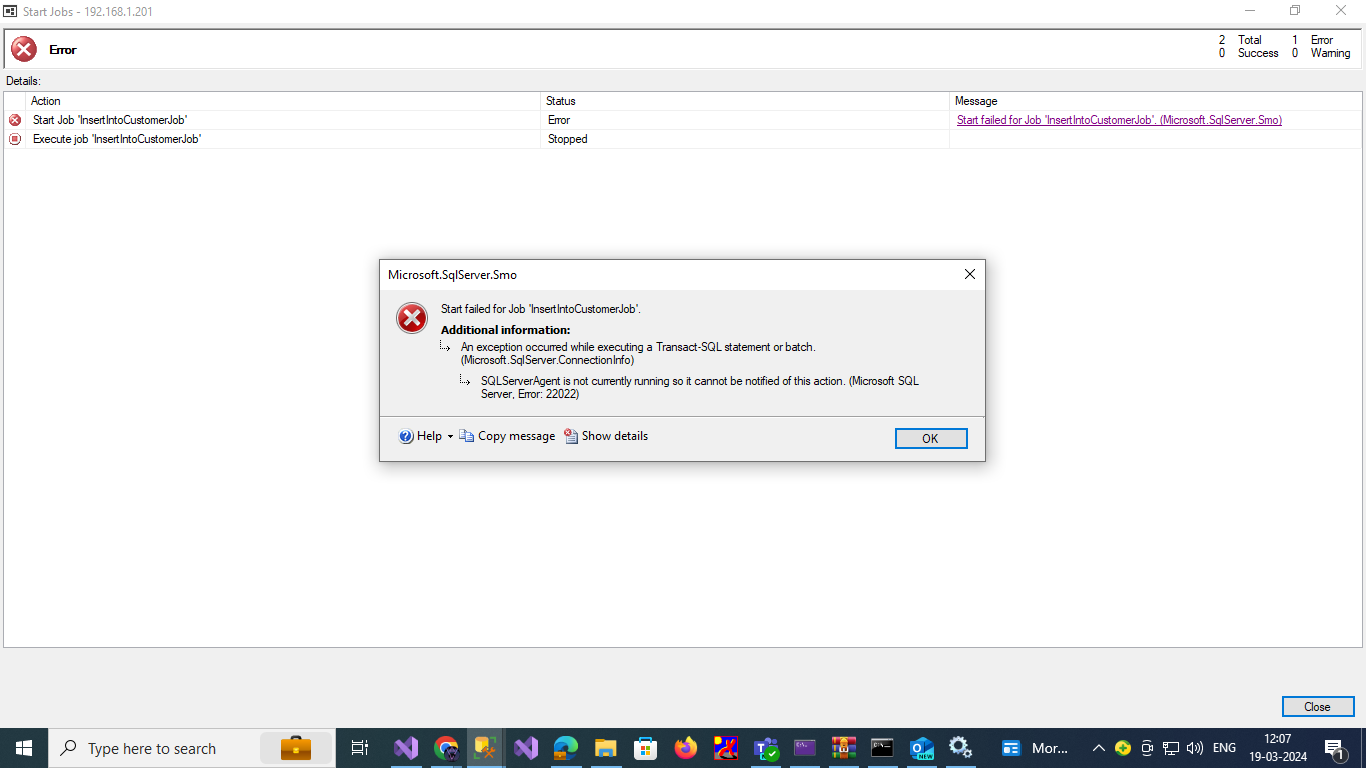 Start Jobs - 192.168.1.201
Error
2 Total 1 Error
0 Success 0 Warning
Details:
Action Status Message
Start Job 'InsertIntoCustomerJob' Error Start failed for Job 'InsertIntoCustomerJob'. (Microsoft.SqlServer.Smo)
Execute job 'InsertIntoCustomerJob' Stopped
Microsoft.SqlServer.Smo
Start failed for Job 'InsertIntoCustomerJob'.
Additional information:
An exception occurred while executing a Transact-SQL statement or batch.
(Microsoft.SqlServer.ConnectionInfo)
SQLServerAgent is not currently running so it cannot be notified of this action. (Microsoft SQL
Server, Error: 22022)
Help Copy message Show details OK
Close
Type here to search
NEW
Mor...
ENG
12:07
19-03-2024
1